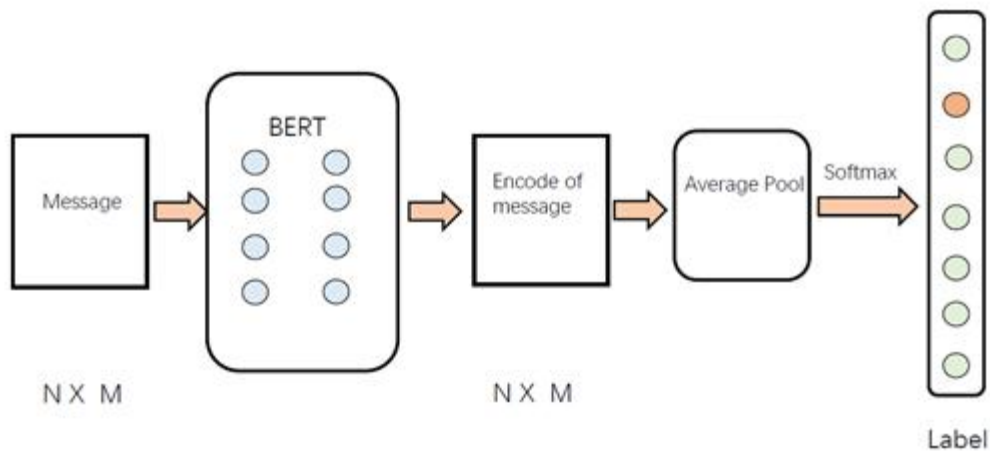 BERT
Message
Encode of
message
Average Pool
Softmax
N X M
N X M
Label